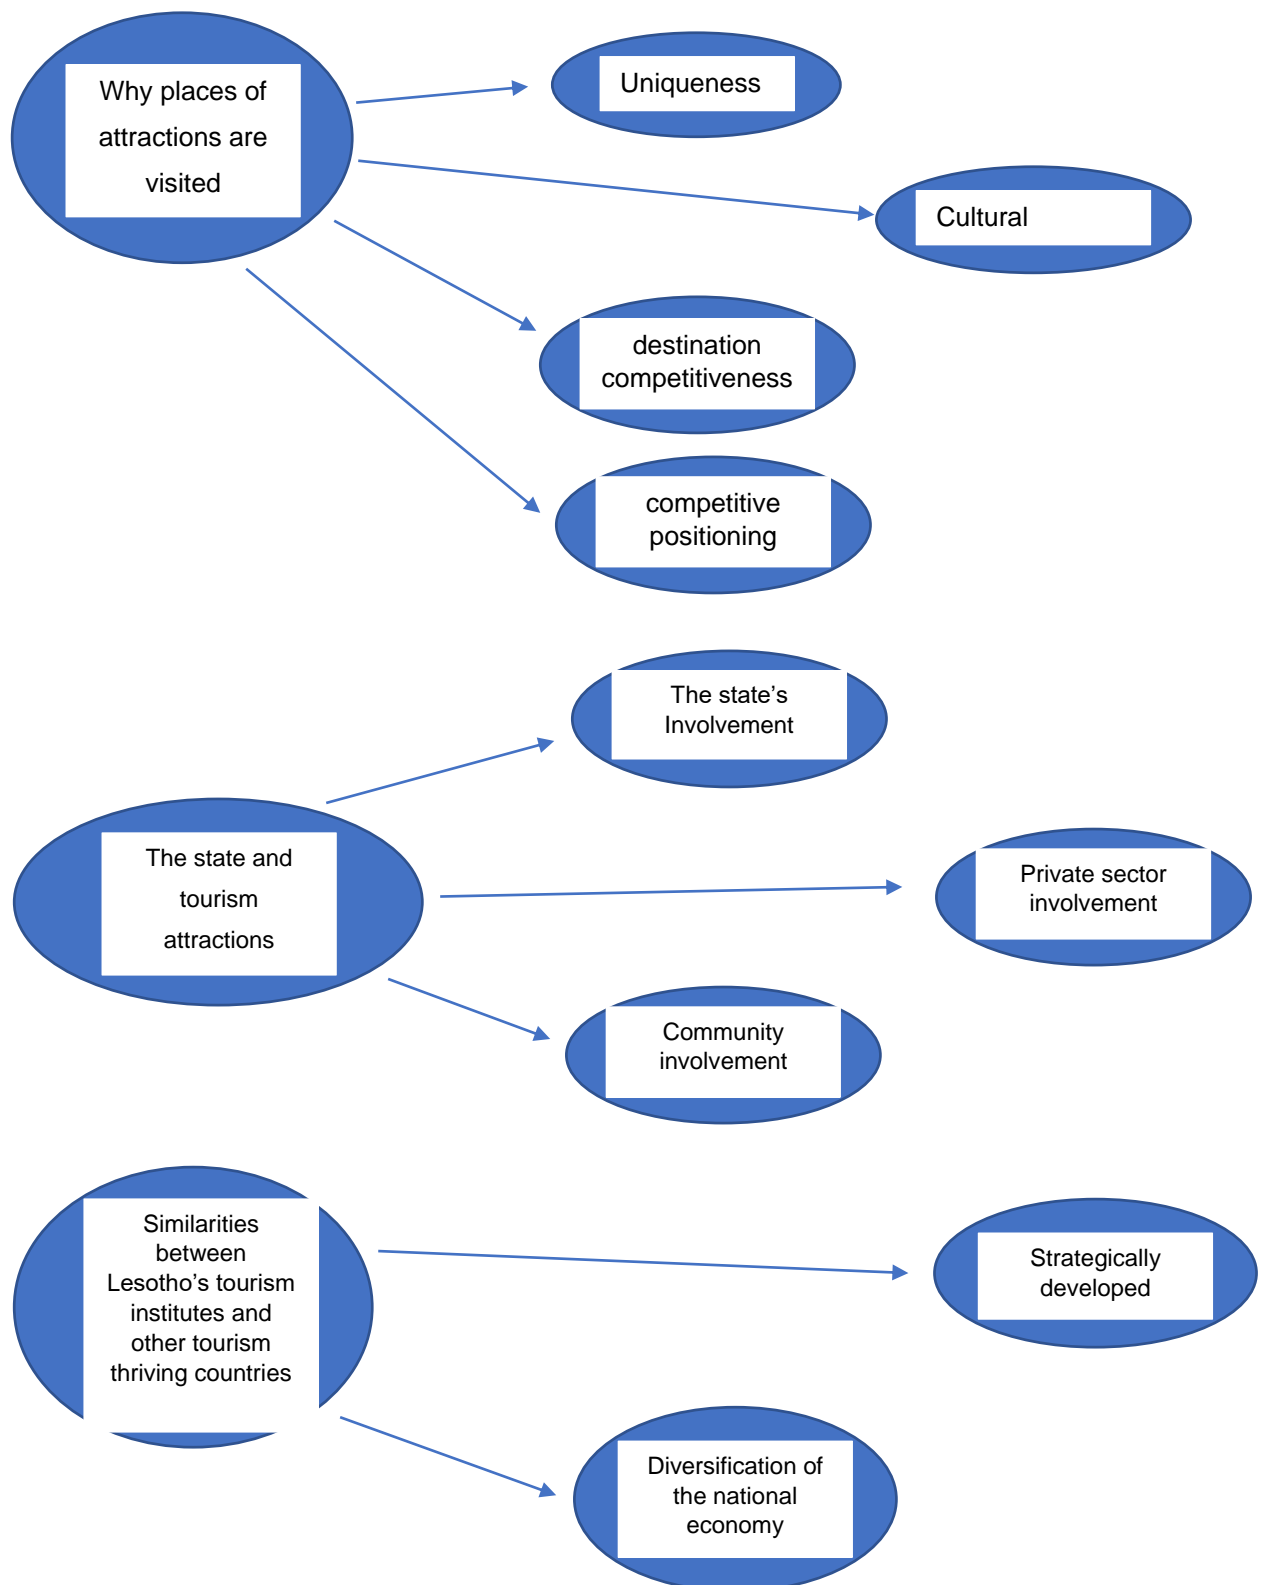 Why places of
attractions are
visited
Uniqueness
Cultural
destination
competitiveness
competitive
positioning
The state’s
Involvement
The state and
tourism
attractions
Private sector
involvement
Community
involvement
Similarities
between
Lesotho’s tourism
institutes and
other tourism
thriving countries
Strategically
developed
Diversification of
the national
economy